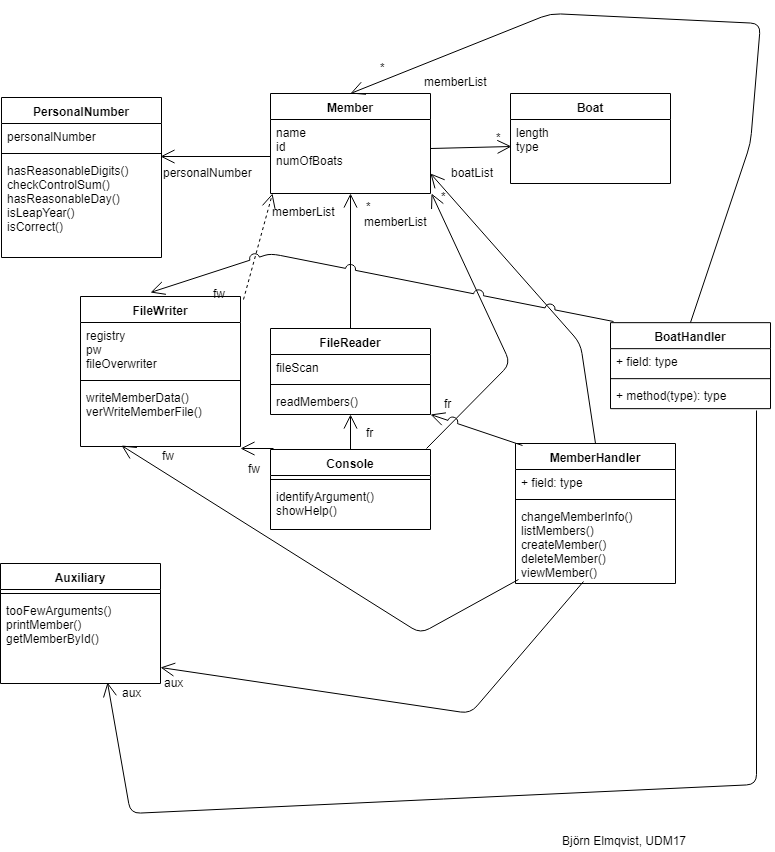 *
memberList
PersonalNumber
personalNumber
hasReasonableDigits()
checkControlSum()
hasReasonableDay()
isLeapYear()
isCorrect()
personalNumber
Member
name
id
numOfBoats
Boat
length
type
*
boatList
*
memberList
*
memberList
fw
FileWriter
registry
pw
fileOverwriter
writeMemberData()
verWriteMemberFile()
FileReader
fileScan
readMembers()
BoatHandler
+ field: type
+ method(type): type
fr
fr
fw
fw
Console
identifyArgument()
showHelp()
MemberHandler
+ field: type
changeMemberInfo()
listMembers()
createMember()
deleteMember()
viewMember()
Auxiliary
tooFewArguments()
printMember()
getMemberById()
aux
aux
Björn Elmqvist, UDM17